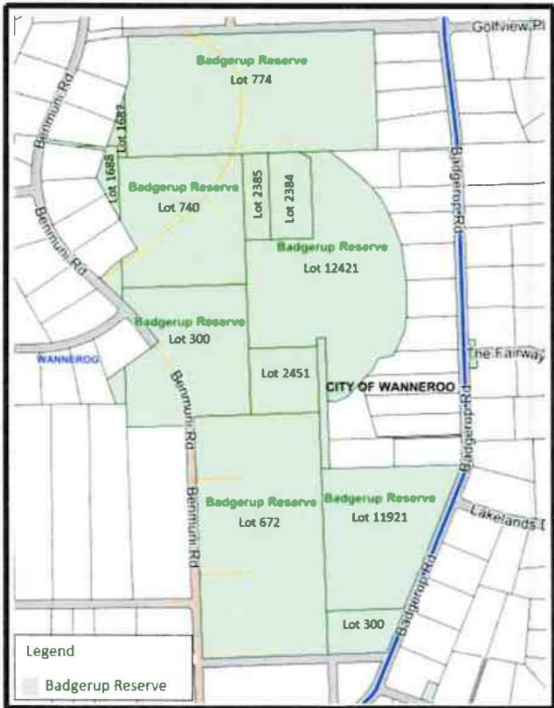 Golfview Pl
Badgerup Reserve
Lot 774
Benmuni Rd
Lot 1687
Lot 1688
Badgerup Reserve
Lot 740
Lot 2385
Lot 2384
Badgerup Rd
Badgerup Reserve
Lot 12421
Benmuni Rd
Badgerup Reserve
Lot 300
WANNEROO
The Fairway
Lot 2451
CITY OF WANNEROO
Benmuni Rd
Badgerup Rd
Badgerup Reserve
Lot 672
Badgerup Reserve
Lot 11921
Benmuni Rd
Lakelands D
Badgerup Rd
Lot 300
Legend
Badgerup Reserve